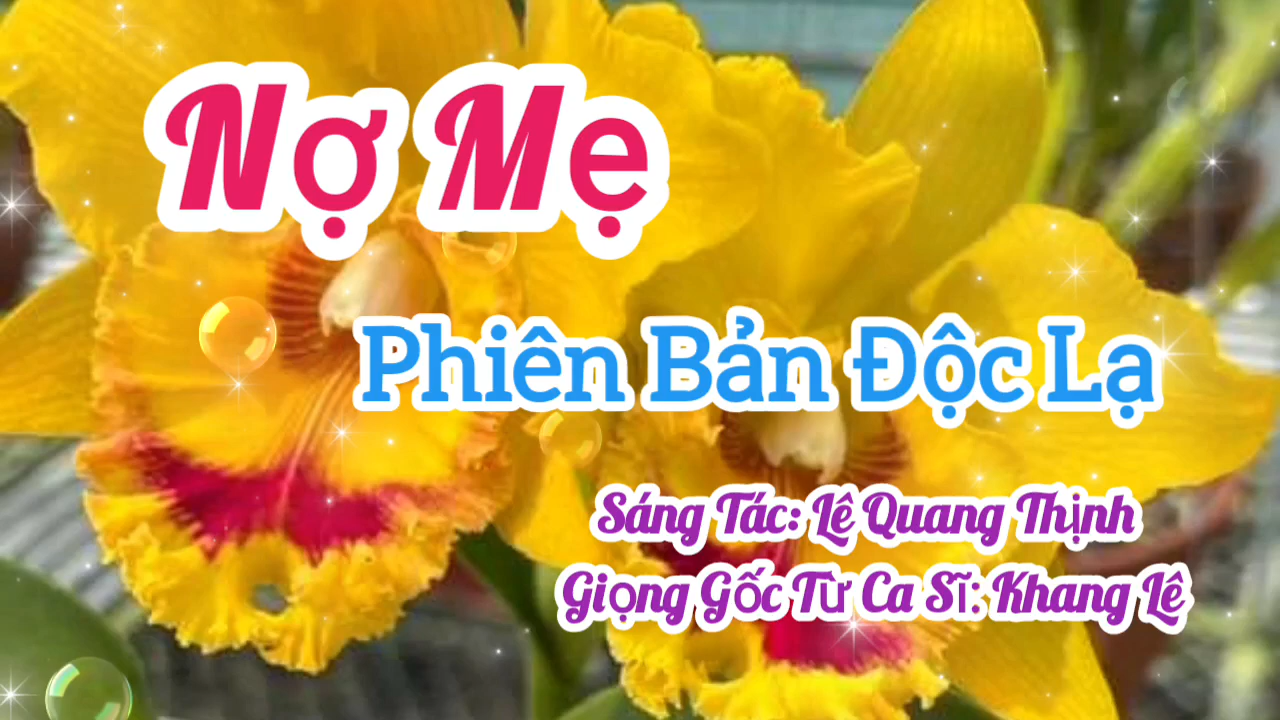 Nợ Mẹ
Phiên Bản Độc Lạ
Sáng Tác: Lê Quang Thịnh
Giọng Gốc Từ Ca Sĩ: Khang Lê